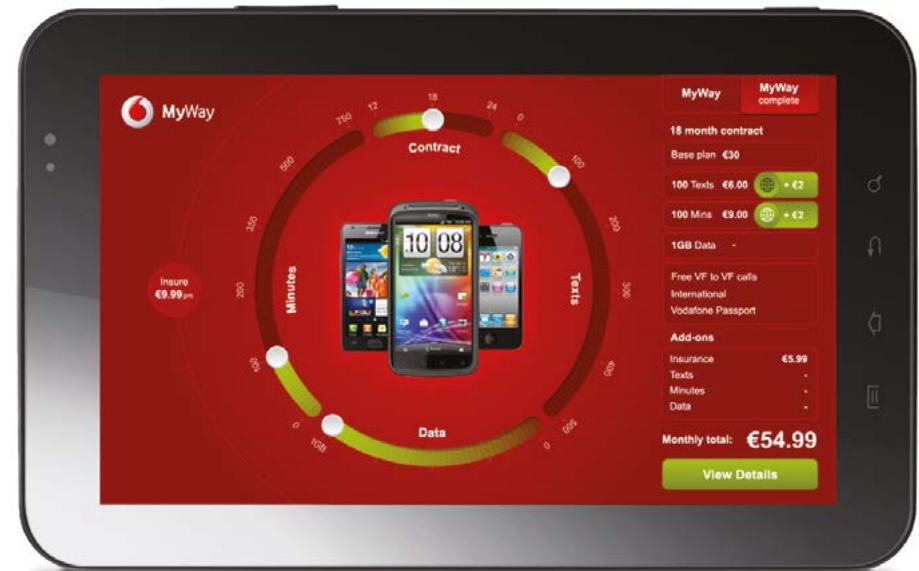 MyWay
MyWay
MyWay
complete
18 month contract
Base plan €30
100 Texts €6.00 + €2
100 Mins €9.00 + €2
1GB Data -
Free VF to VF calls
International
Vodafone Passport
Add-ons
Insurance €5.99
Texts -
Minutes -
Data -
Monthly total: €54.99
View Details
Contract
12
18
24
Texts
0
100
200
300
400
500
Data
0
1GB
Minutes
0
100
200
350
500
750
Insure
€9.99 pm
10 08